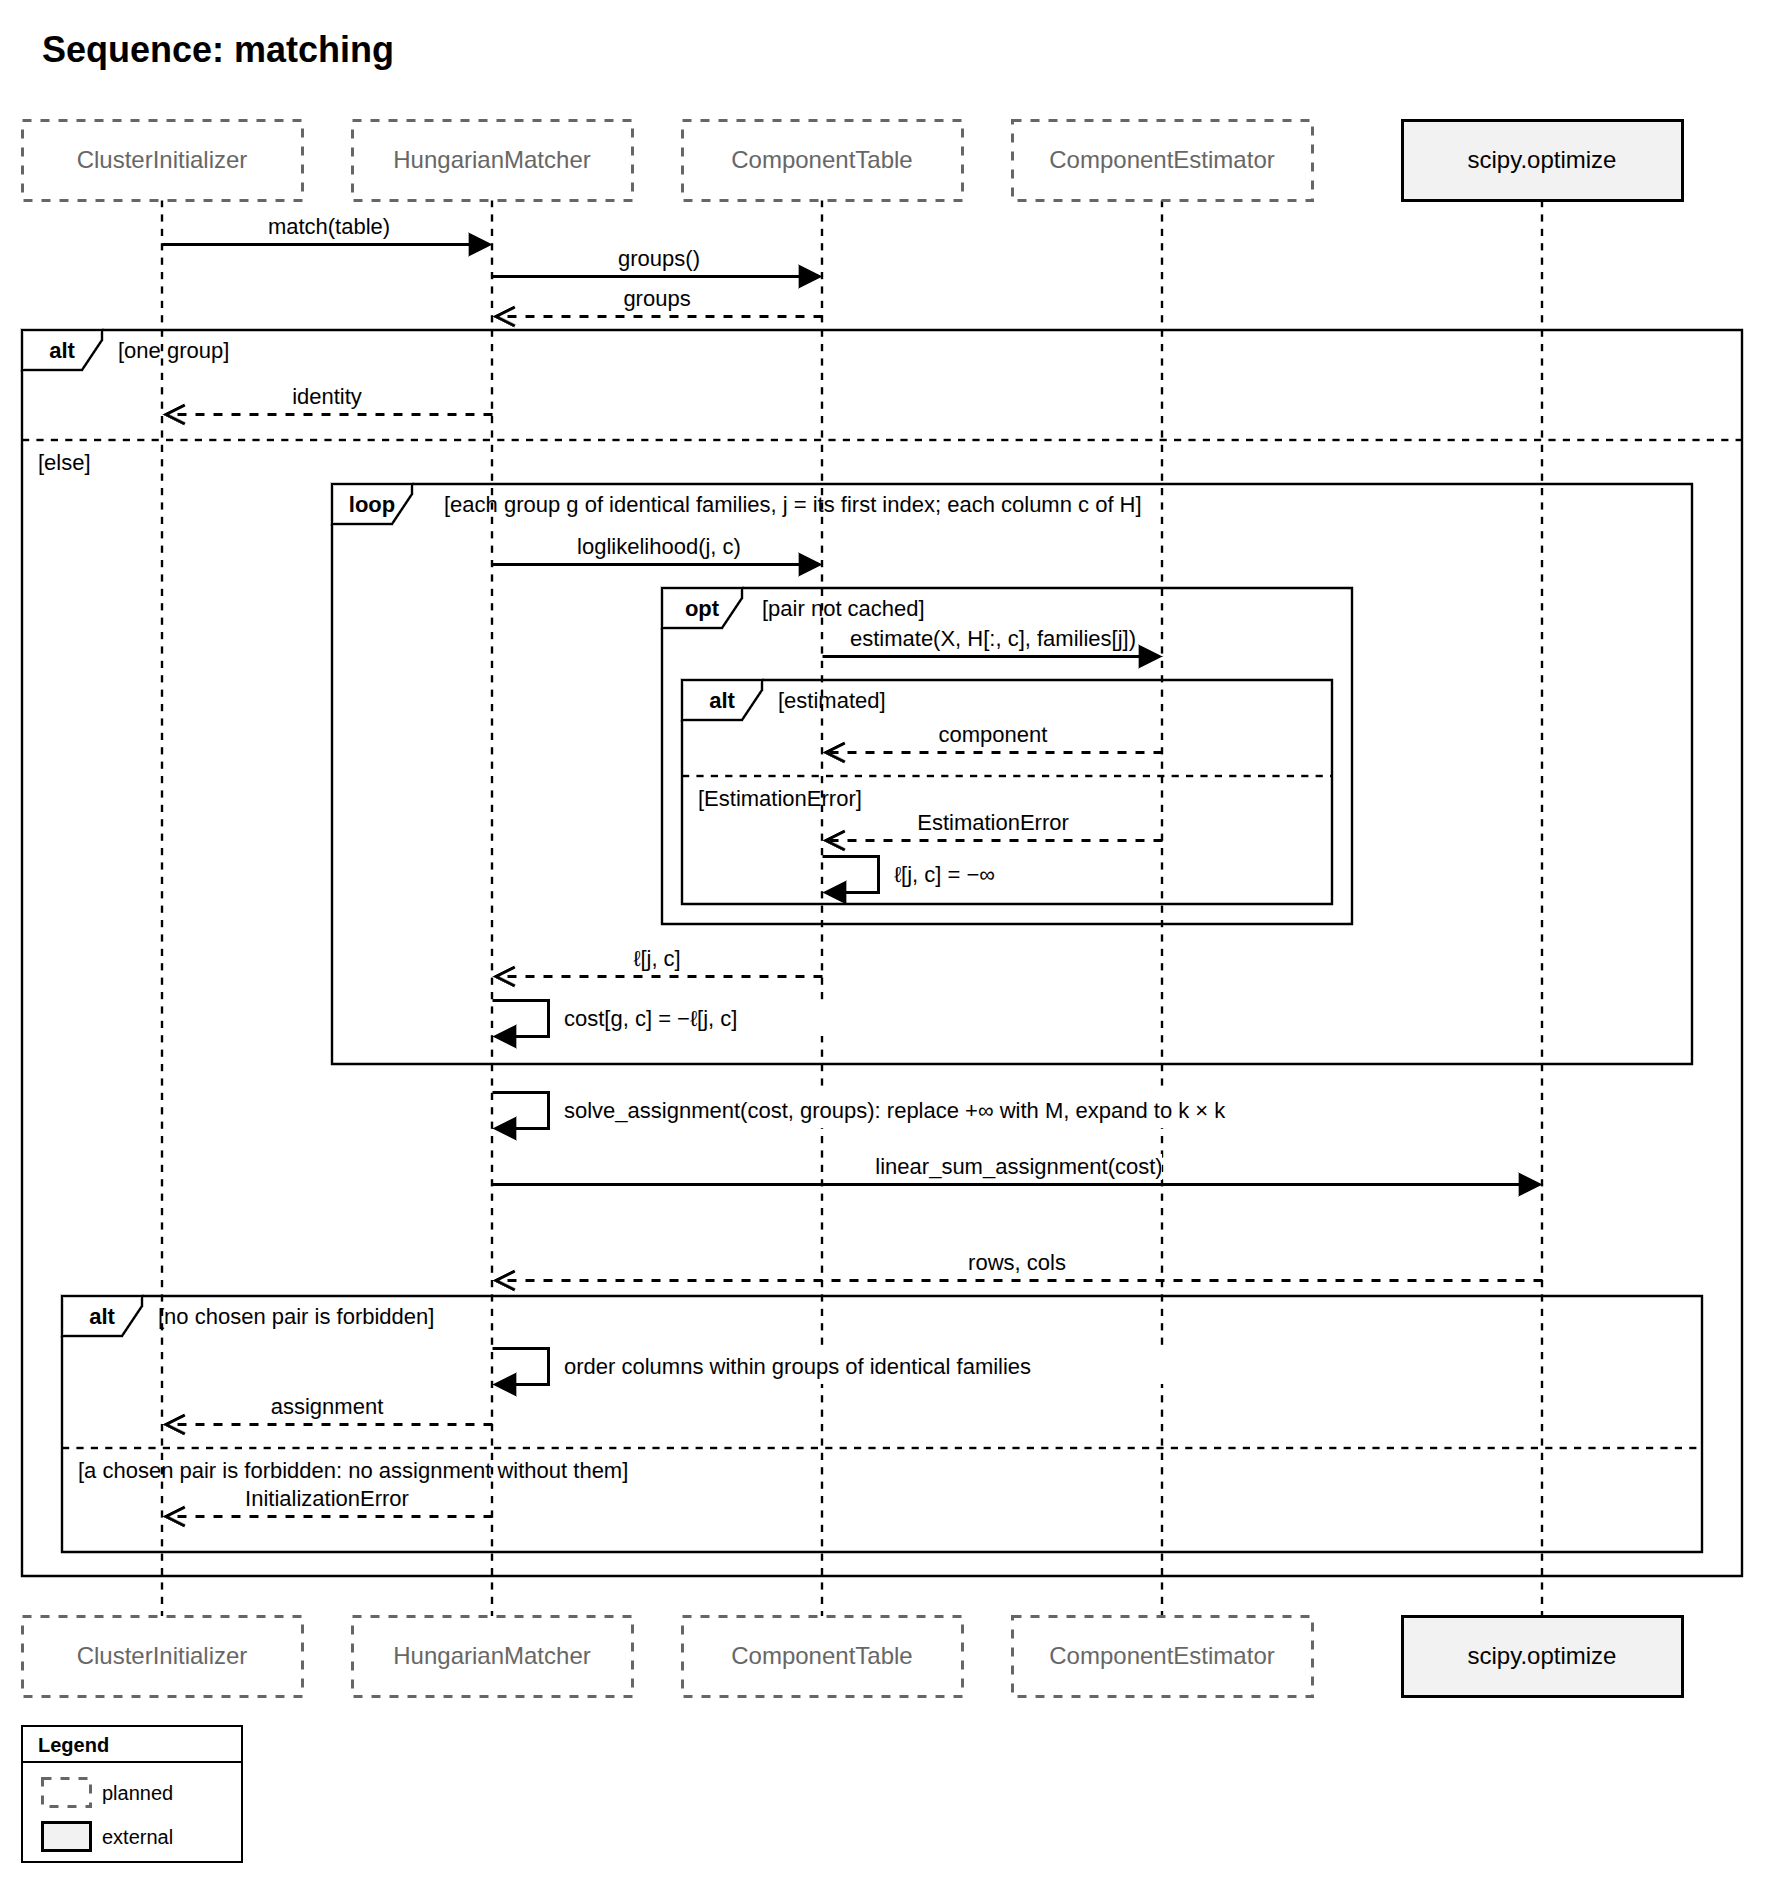 Sequence: matching
ClusterInitializer
HungarianMatcher
ComponentTable
ComponentEstimator
scipy.optimize
match(table)
groups()
groups
alt
[one group]
identity
[else]
loop
[each group g of identical families, j = its first index; each column c of H]
loglikelihood(j, c)
opt
[pair not cached]
estimate(X, H[:, c], families[j])
alt
[estimated]
component
[EstimationError]
EstimationError
ℓ[j, c] = −∞
ℓ[j, c]
cost[g, c] = −ℓ[j, c]
solve_assignment(cost, groups): replace +∞ with M, expand to k × k
linear_sum_assignment(cost)
rows, cols
alt
[no chosen pair is forbidden]
order columns within groups of identical families
assignment
[a chosen pair is forbidden: no assignment without them]
InitializationError
ClusterInitializer
HungarianMatcher
ComponentTable
ComponentEstimator
scipy.optimize
Legend
planned
external